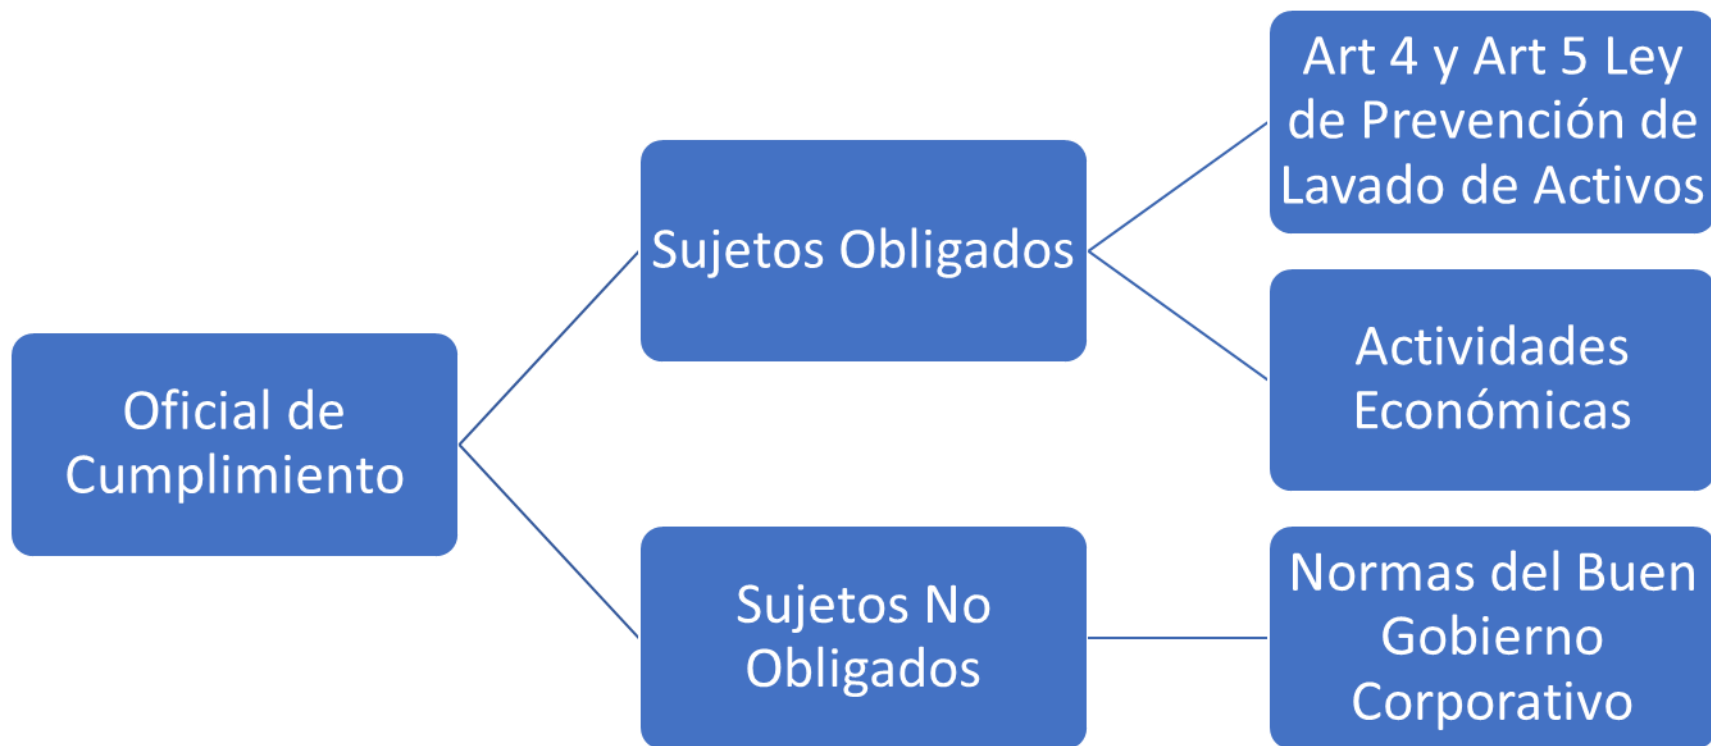 Oficial de
Cumplimiento
Sujetos Obligados
Art 4 y Art 5 Ley
de Prevención de
Lavado de Activos
Actividades
Económicas
Sujetos No
Obligados
Normas del Buen
Gobierno
Corporativo